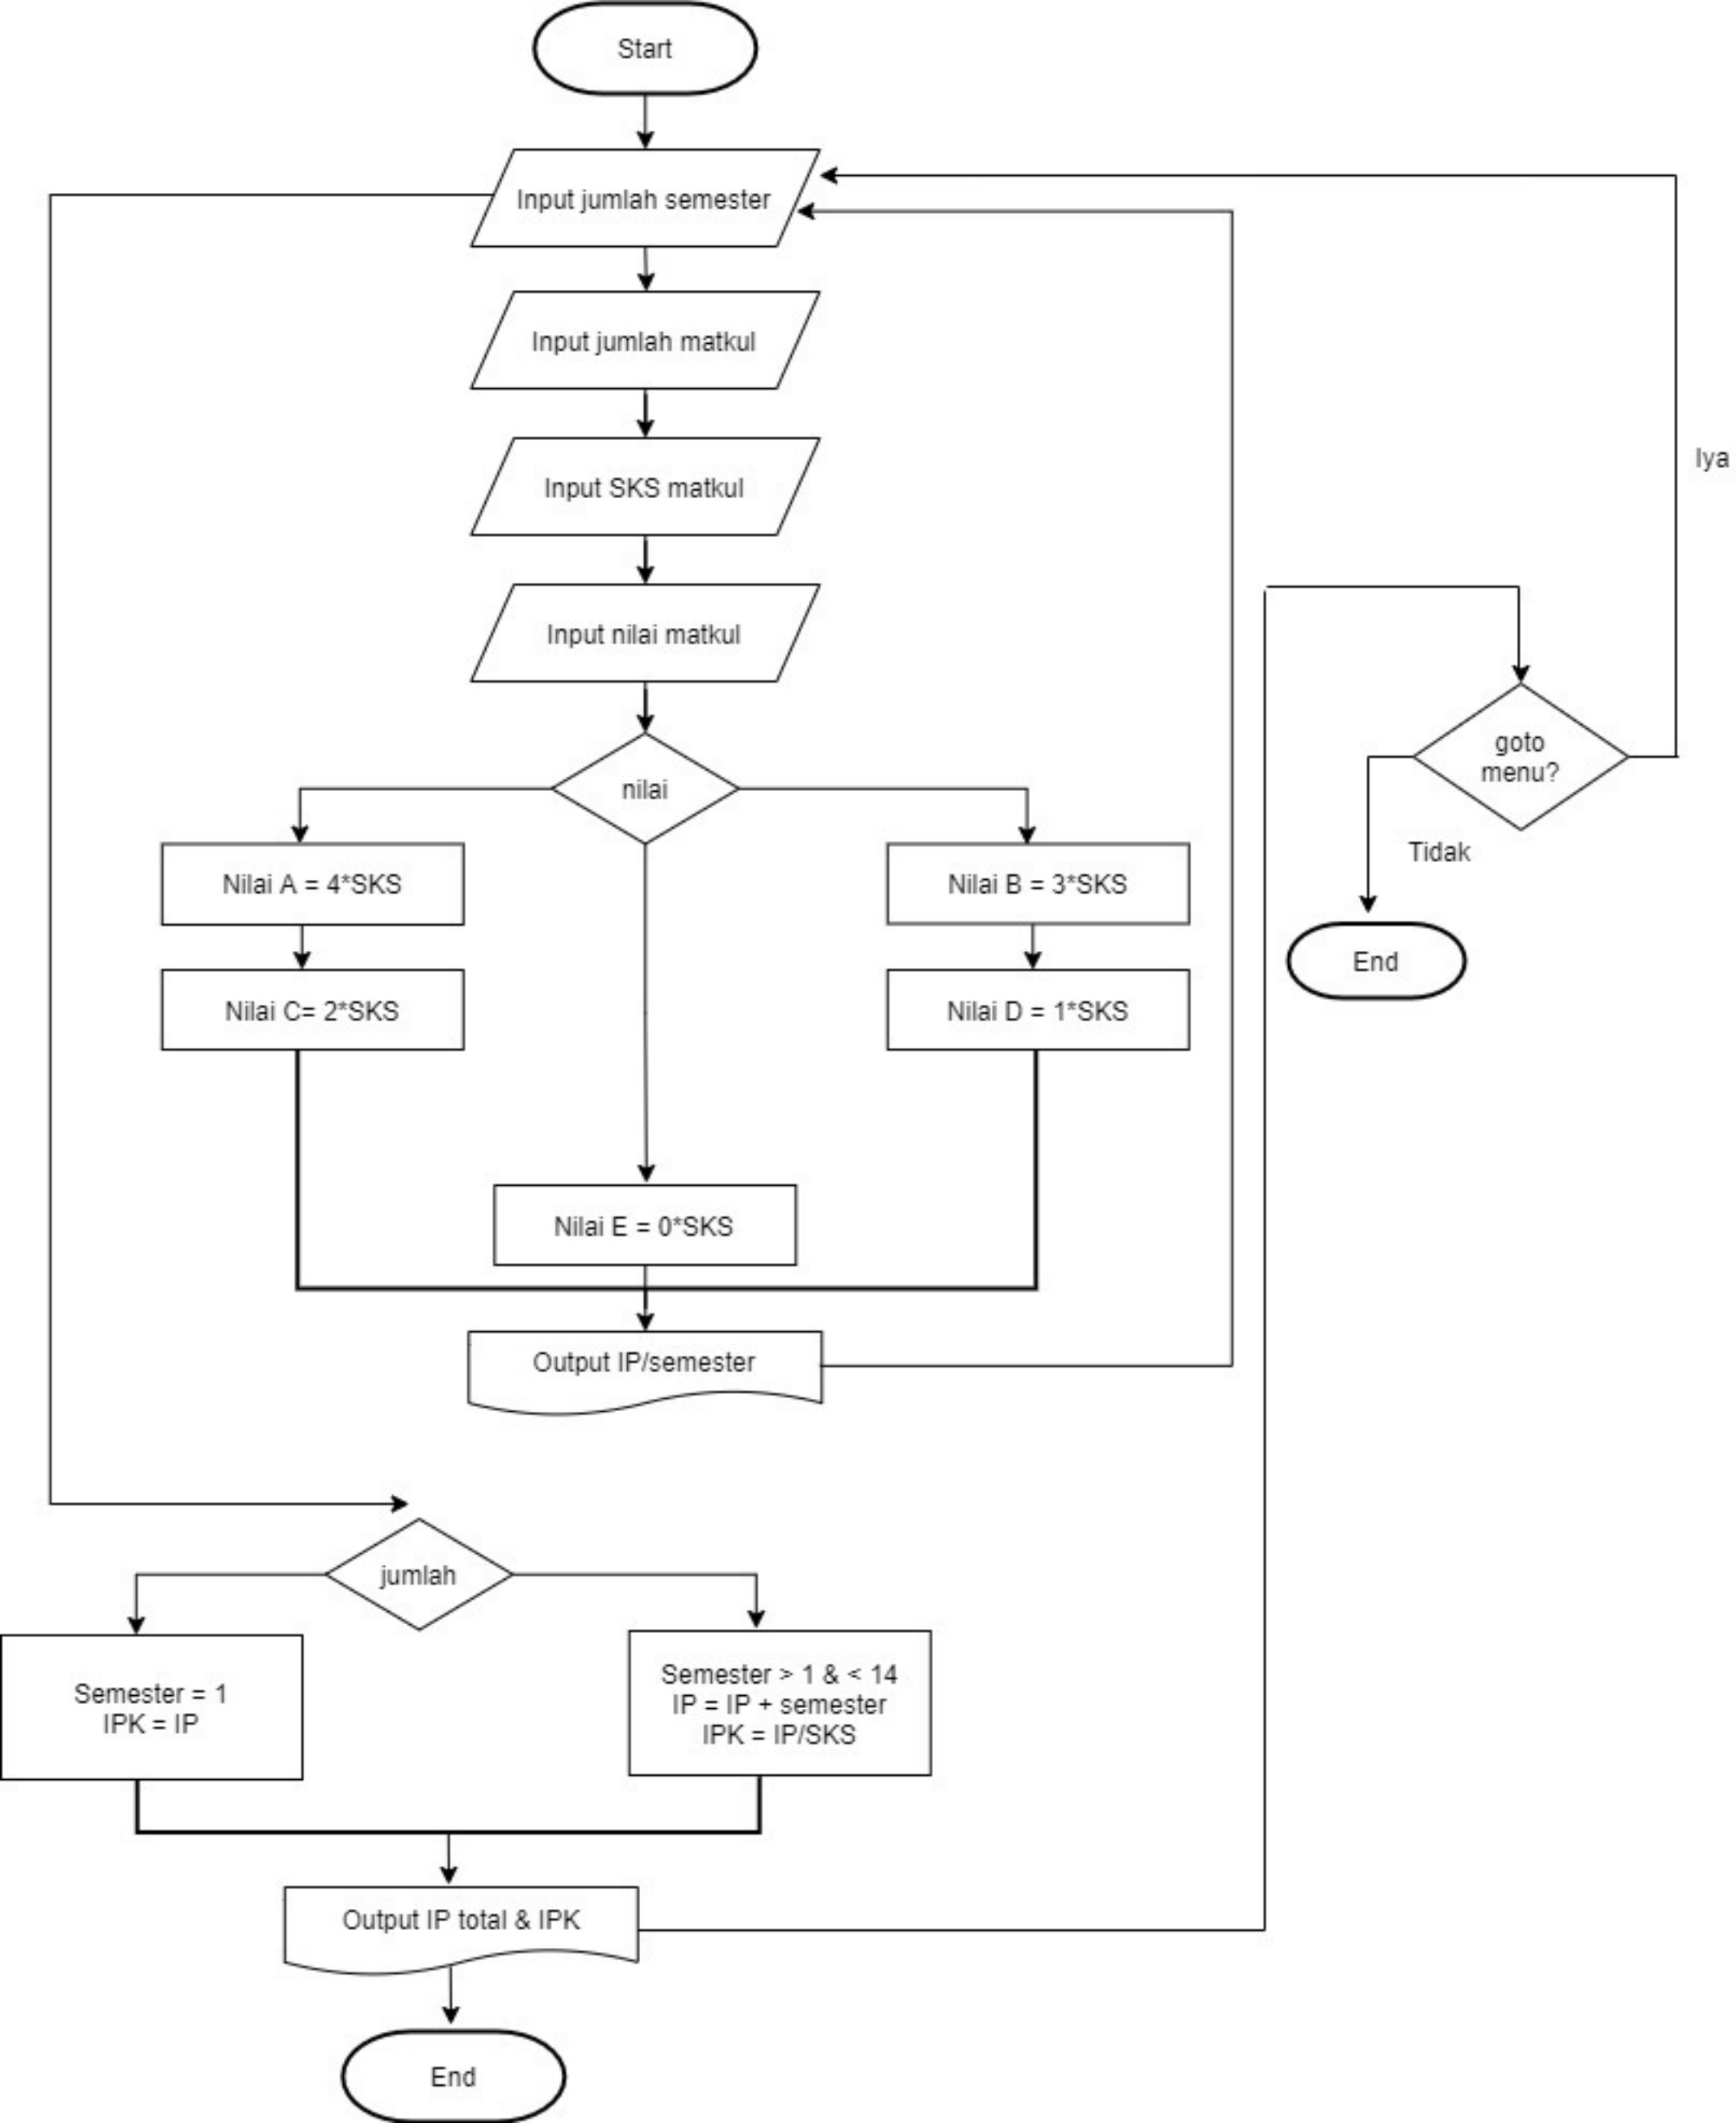 Start
Input jumlah semester
Input jumlah matkul
Iya
Input SKS matkul
Input nilai matkul
goto
menu?
nilai
Tidak
Nilai A = 4*SKS
Nilai B = 3*SKS
End
Nilai C= 2*SKS
Nilai D = 1*SKS
Nilai E = 0*SKS
Output IP/semester
jumlah
Semester = 1
IPK = IP
Semester > 1 & < 14
IP = IP + semester
IPK = IP/SKS
Output IP total & IPK
End